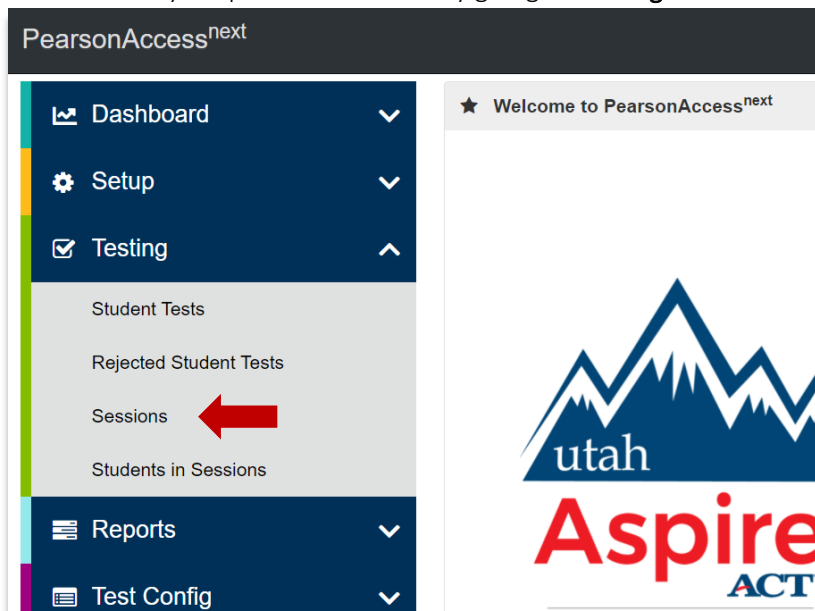 PearsonAccessnext
Dashboard
Setup
Testing
Student Tests
Rejected Student Tests
Sessions
Students in Sessions
Reports
Test Config
Welcome to PearsonAccessnext
utah
Aspire
ACT